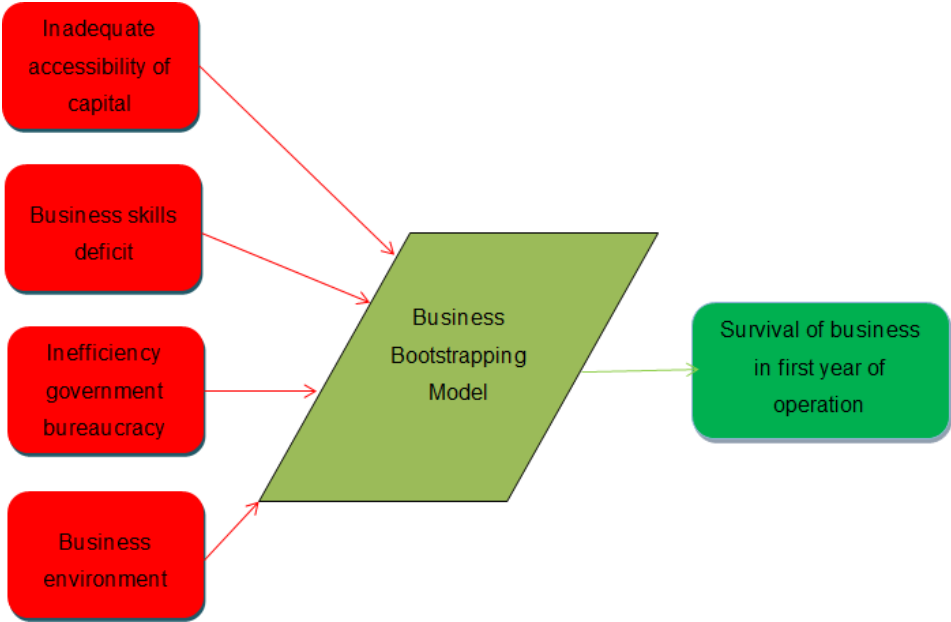 Inadequate
accessibility of
capital
Business skills
deficit
Inefficiency
government
bureaucracy
Business
environment
Business
Bootstrapping
Model
Survival of business
in first year of
operation